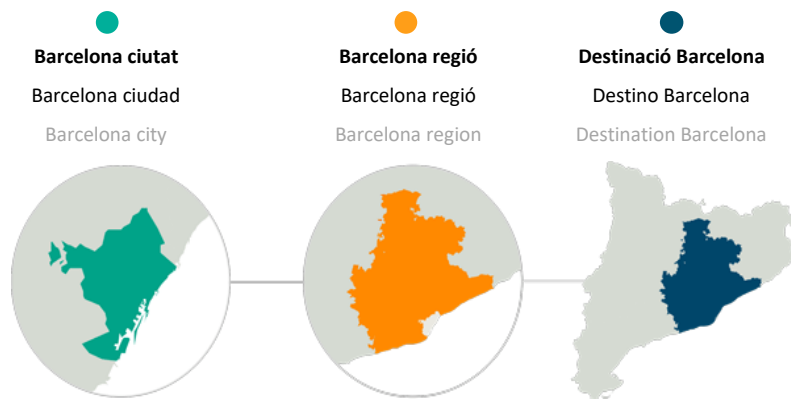 Barcelona ciutat
Barcelona ciudad
Barcelona city
Barcelona regió
Barcelona regió
Barcelona region
Destinació Barcelona
Destino Barcelona
Destination Barcelona